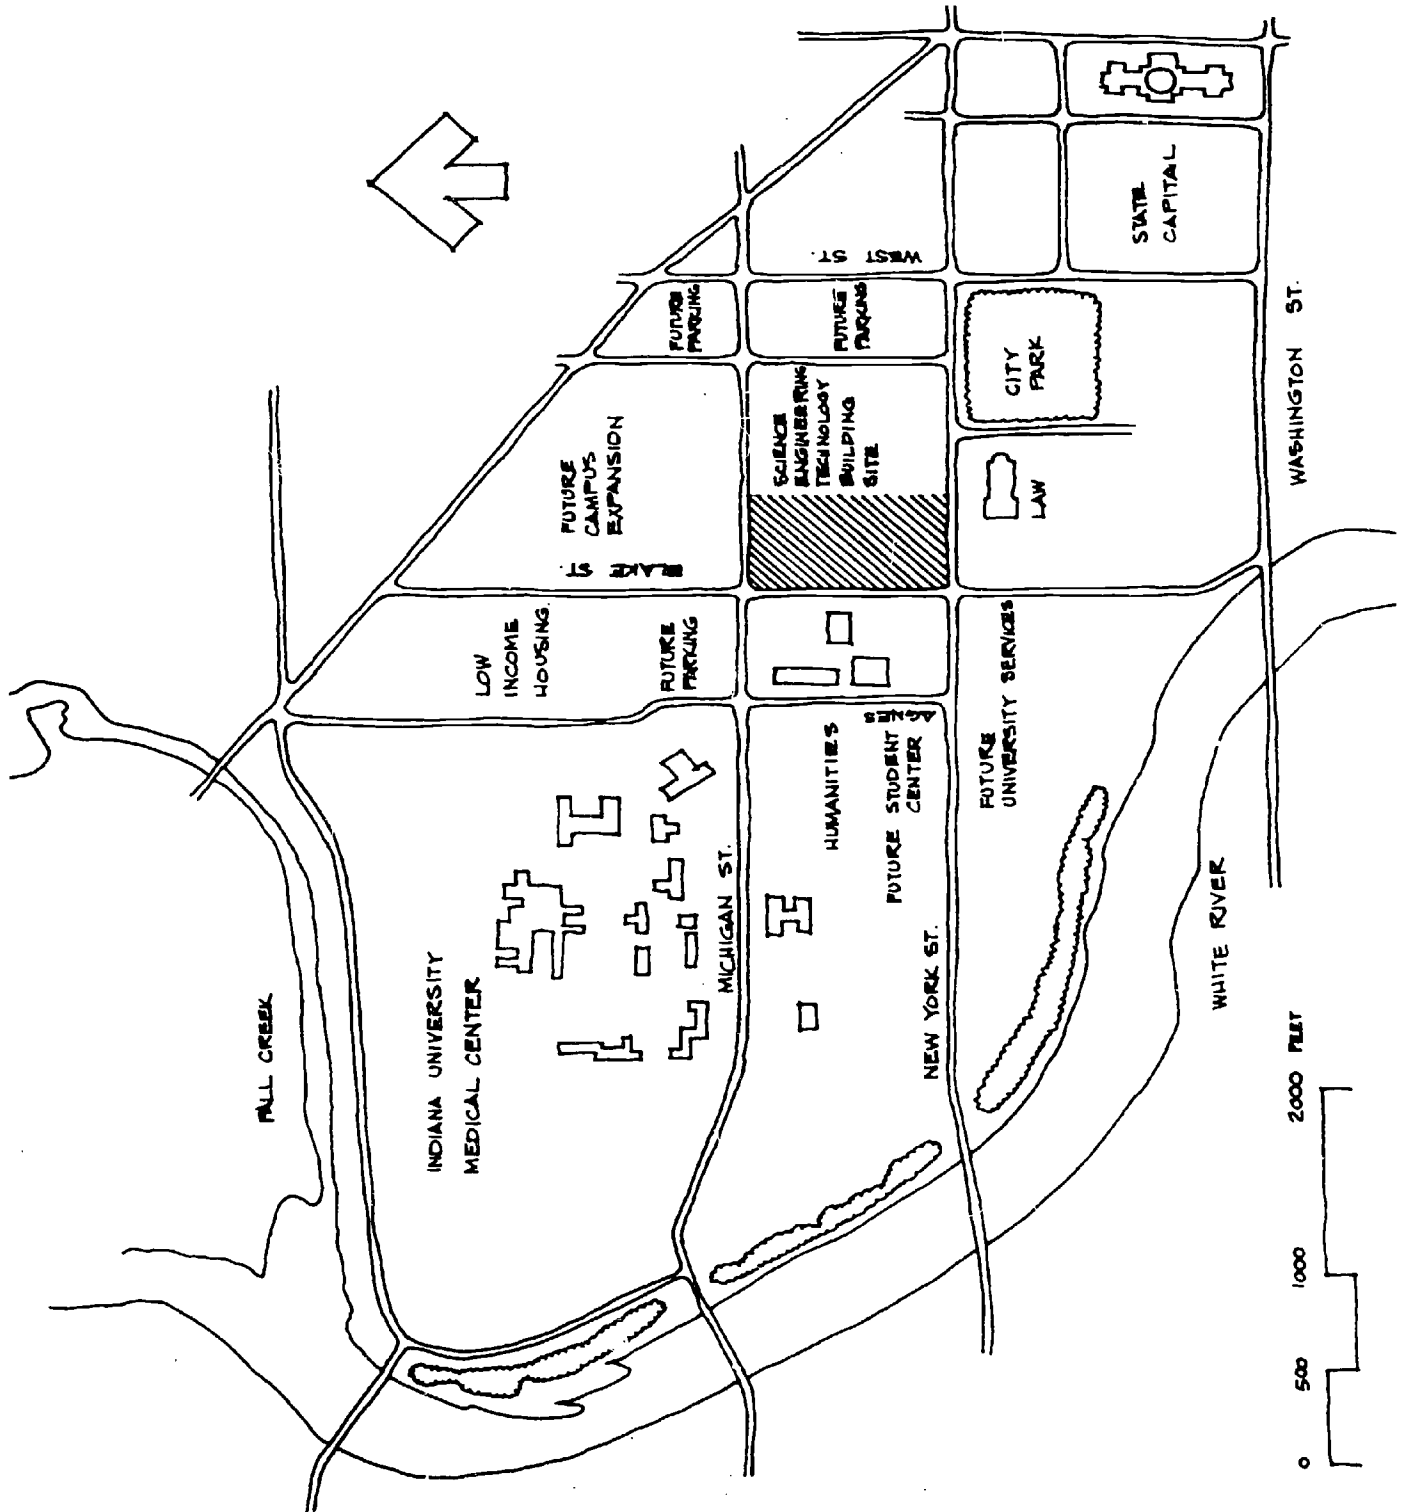 FALL CREEK
INDIANA UNIVERSITY
MEDICAL CENTER
LOW
INCOME
HOUSING
FUTURE
CAMPUS
EXPANSION
BLAKE ST.
FUTURE
PARKING
FUTURE
PARKING
MICHIGAN ST.
SCIENCE
ENGINEERING
TECHNOLOGY
BUILDING
SITE
FUTURE
PARKING
WEST ST.
HUMANITIES
FUTURE STUDENT
CENTER
AGNES
NEW YORK ST.
FUTURE
UNIVERSITY SERVICES
LAW
CITY
PARK
STATE
CAPITAL
WHITE RIVER
WASHINGTON ST.
0 500 1000 2000 FEET